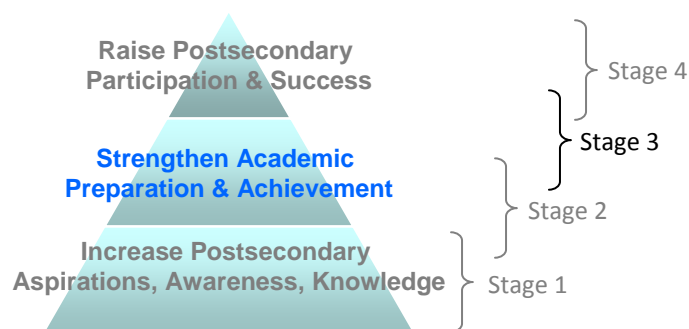 Raise Postsecondary
Participation & Success
Stage 4
Stage 3
Strengthen Academic
Preparation & Achievement
Stage 2
Increase Postsecondary
Aspirations, Awareness, Knowledge
Stage 1